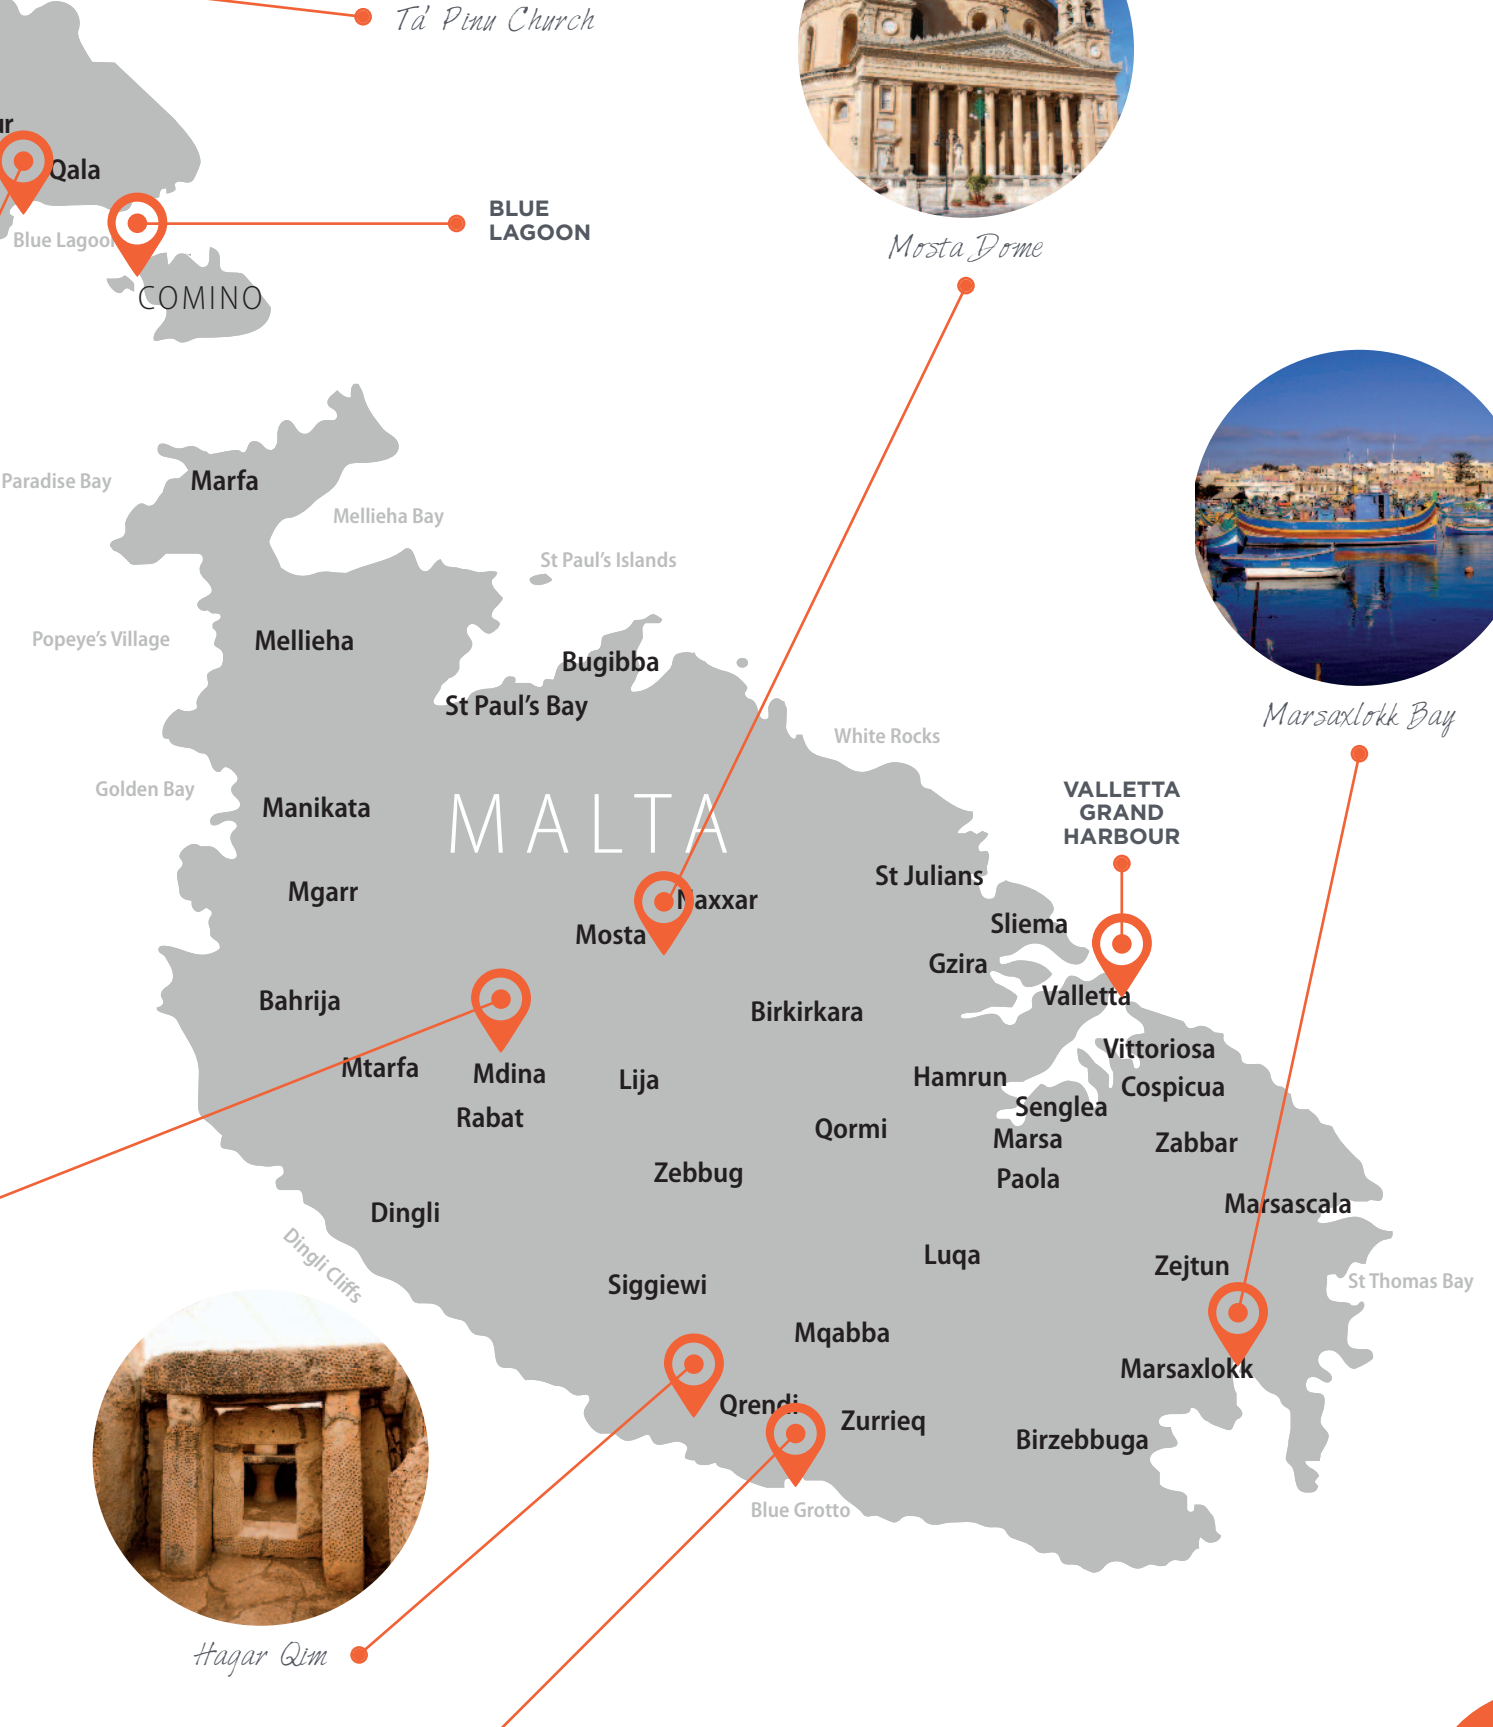 Ta' Pinu Church
Qala
BLUE
LAGOON
COMINO
Mosta Dome
Marfa
Paradise Bay
Mellieha Bay
St Paul's Islands
Popeye's Village
Mellieha
Bugibba
St Paul's Bay
Marsaxlokk Bay
White Rocks
Golden Bay
Manikata
MALTA
VALLETTA
GRAND
HARBOUR
Mgarr
St Julians
Naxxar
Mosta
Sliema
Gzira
Valletta
Bahrija
Birkirkara
Vittoriosa
Mtarfa
Mdina
Lija
Hamrun
Cospicua
Senglea
Rabat
Qormi
Marsa
Zabbar
Zebbug
Paola
Marsascala
Dingli
Dingli Cliffs
Luqa
Zejtun
St Thomas Bay
Siggiewi
Mqabba
Marsaxlokk
Qrendi
Zurrieq
Birzebbuga
Blue Grotto
Hagar Qim